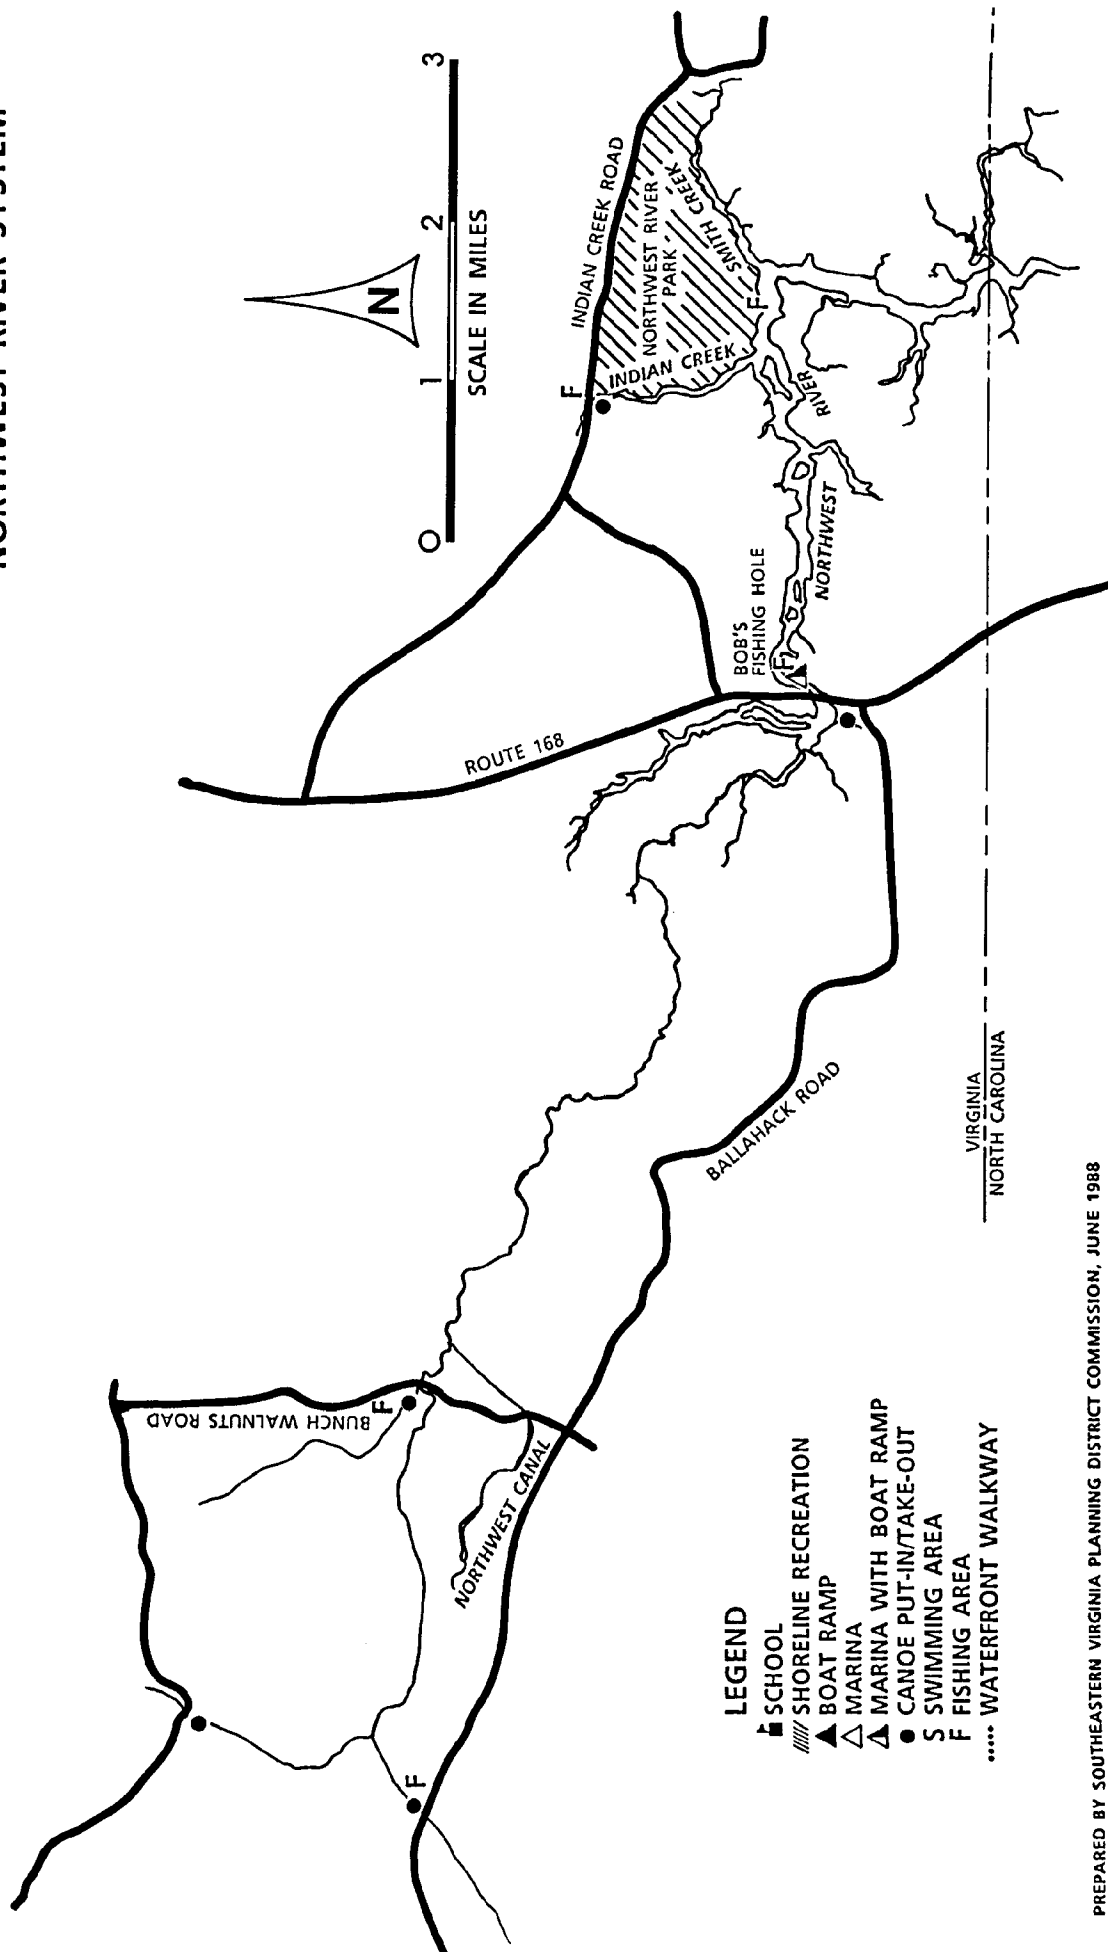 NORTHWEST RIVER SYSTEM
N
0 1 2 3
SCALE IN MILES
INDIAN CREEK ROAD
F
NORTHWEST RIVER
PARK
SMITH CREEK
INDIAN CREEK
F
RIVER
NORTHWEST
BOB'S
FISHING HOLE
F
ROUTE 168
BUNCH WALNUTS ROAD
F
NORTHWEST CANAL
F
BALLAHACK ROAD
VIRGINIA
NORTH CAROLINA
LEGEND
SCHOOL
SHORELINE RECREATION
BOAT RAMP
MARINA
MARINA WITH BOAT RAMP
CANOE PUT-IN/TAKE-OUT
S SWIMMING AREA
F FISHING AREA
WATERFRONT WALKWAY
PREPARED BY SOUTHEASTERN VIRGINIA PLANNING DISTRICT COMMISSION, JUNE 1988